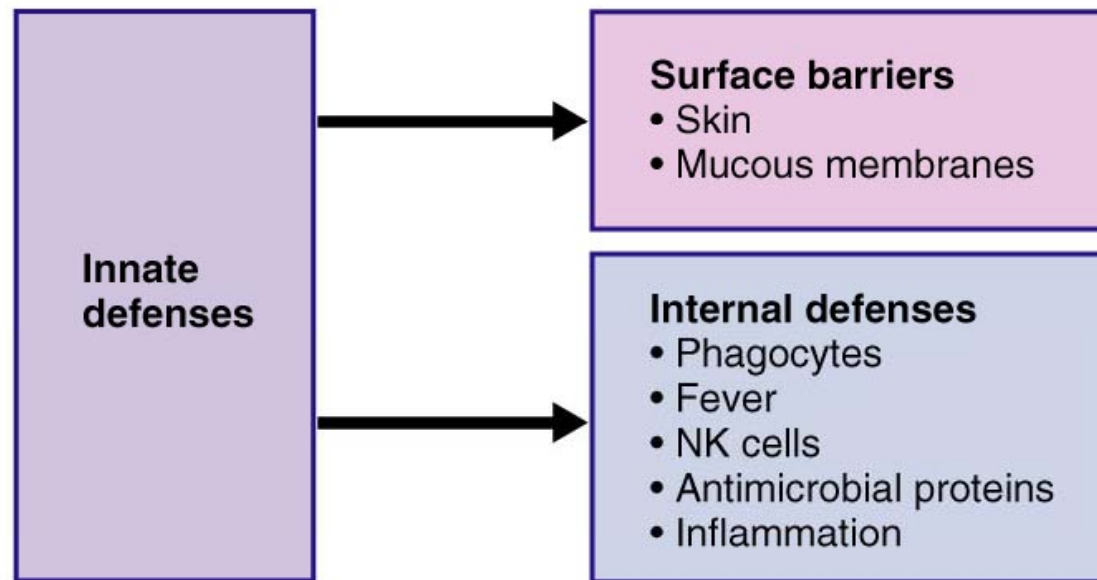 Innate
defenses
Surface barriers
• Skin
• Mucous membranes
Internal defenses
• Phagocytes
• Fever
• NK cells
• Antimicrobial proteins
• Inflammation